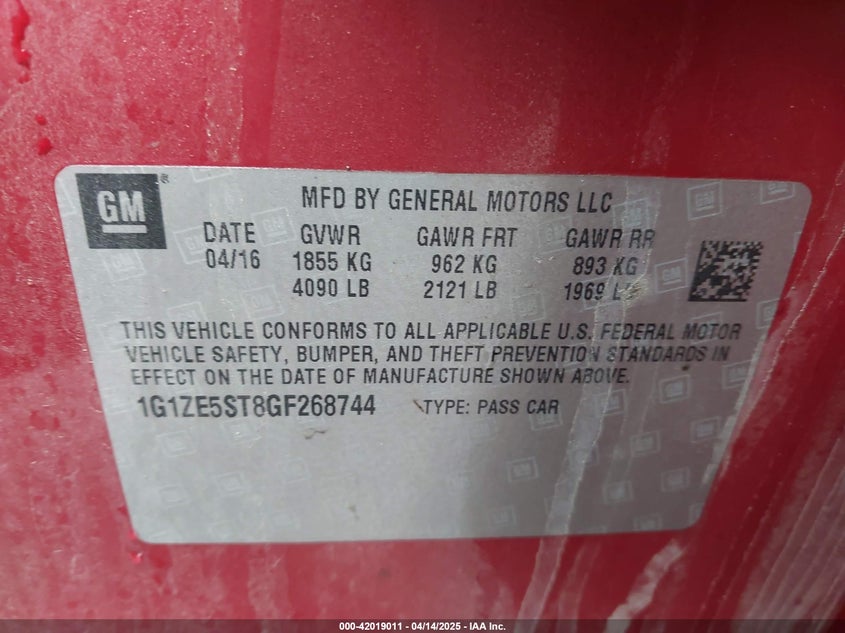 GM ®
MFD BY GENERAL MOTORS LLC
DATE GVWR GAWR FRT GAWR RR
04/16 1855 KG 962 KG 893 KG
4090 LB 2121 LB 1969 LB
THIS VEHICLE CONFORMS TO ALL APPLICABLE U.S. FEDERAL MOTOR
VEHICLE SAFETY, BUMPER, AND THEFT PREVENTION STANDARDS IN
EFFECT ON THE DATE OF MANUFACTURE SHOWN ABOVE.
1G1ZE5ST8GF268744 TYPE: PASS CAR
000-42019011 - 04/14/2025 - IAA Inc.